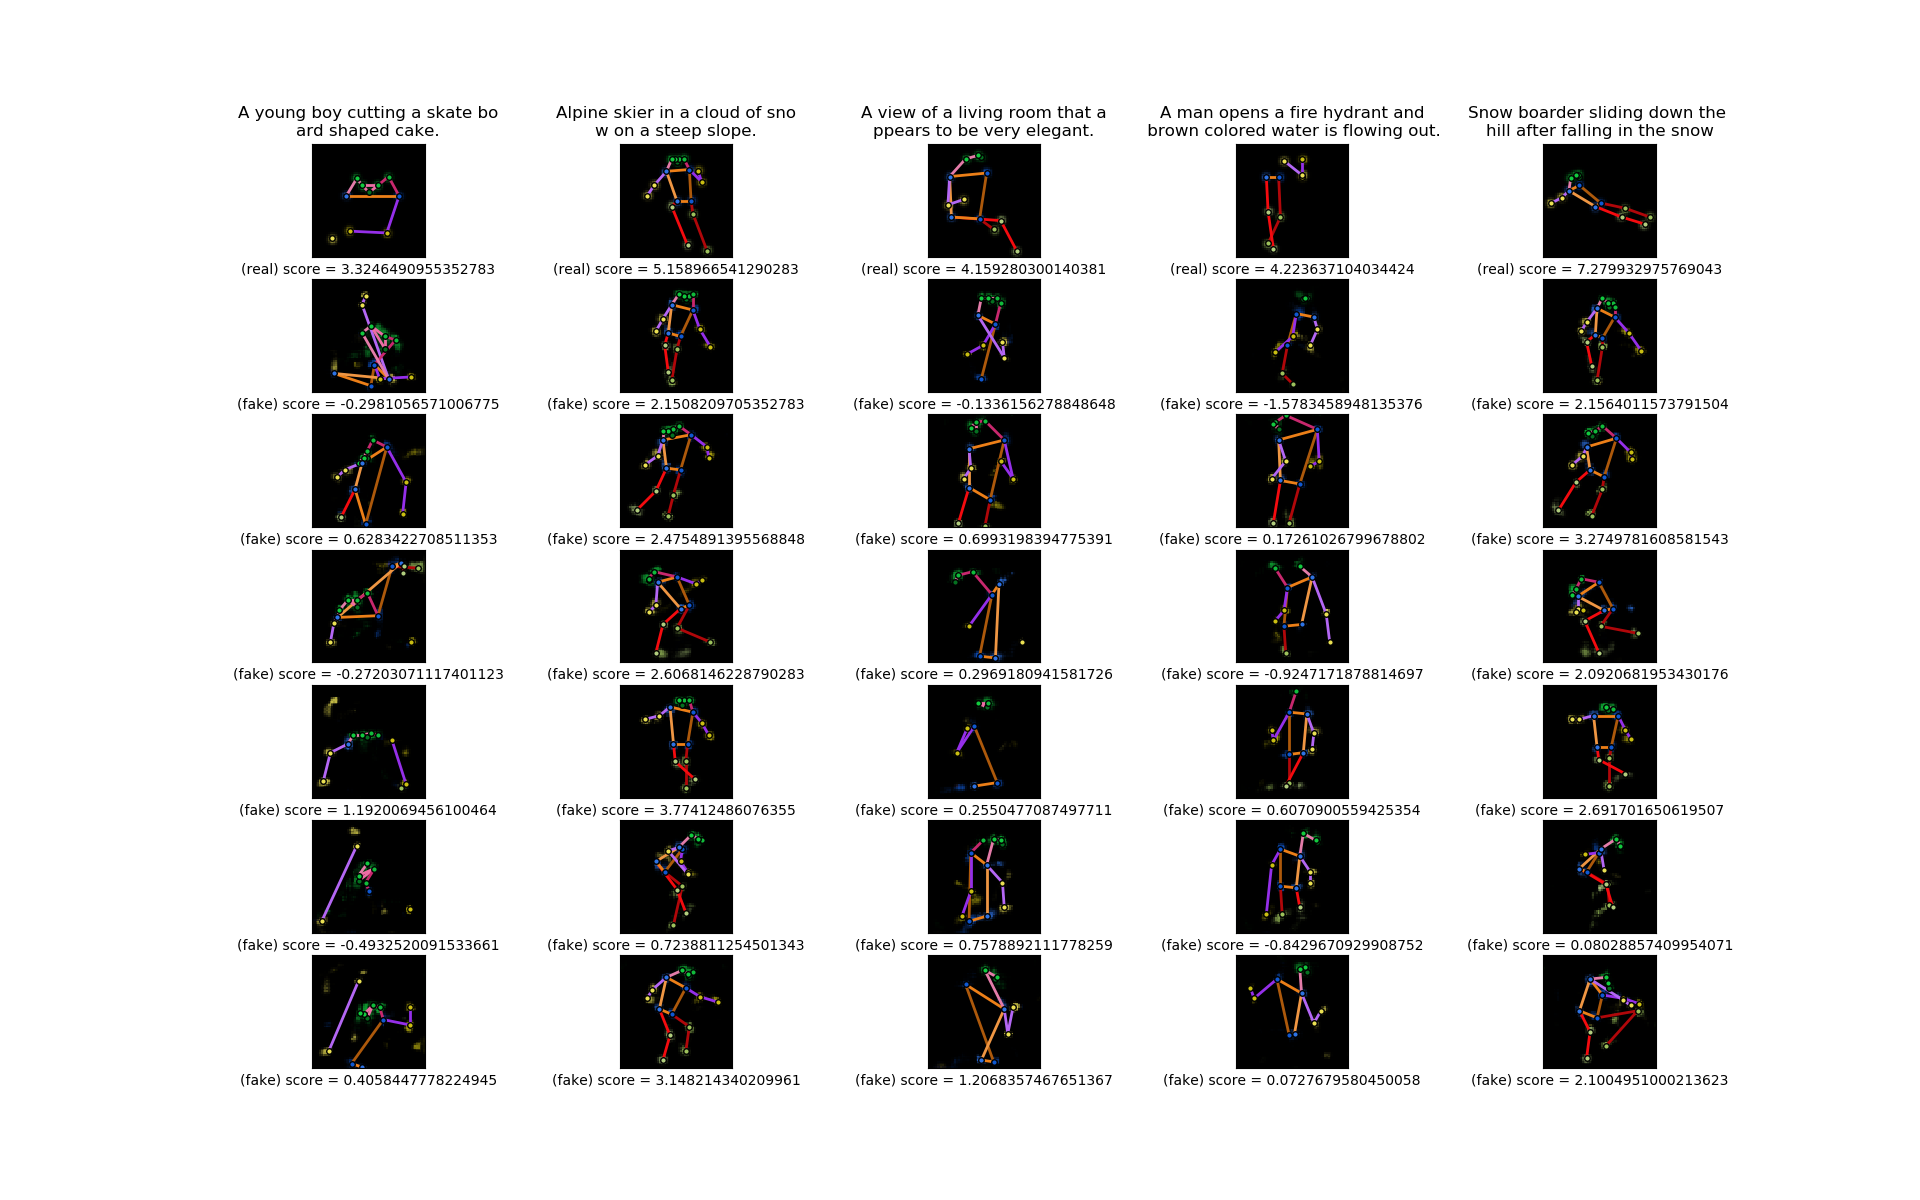 A young boy cutting a skate bo
ard shaped cake.
Alpine skier in a cloud of sno
w on a steep slope.
A view of a living room that a
ppears to be very elegant.
A man opens a fire hydrant and
brown colored water is flowing out.
Snow boarder sliding down the
hill after falling in the snow
(real) score = 3.3246490955352783
(real) score = 5.158966541290283
(real) score = 4.159280300140381
(real) score = 4.223637104034424
(real) score = 7.279932975769043
(fake) score = -0.2981056571006775
(fake) score = 2.1508209705352783
(fake) score = -0.1336156278848648
(fake) score = -1.5783458948135376
(fake) score = 2.1564011573791504
(fake) score = 0.6283422708511353
(fake) score = 2.4754891395568848
(fake) score = 0.6993198394775391
(fake) score = 0.17261026799678802
(fake) score = 3.2749781608581543
(fake) score = -0.27203071117401123
(fake) score = 2.6068146228790283
(fake) score = 0.2969180941581726
(fake) score = -0.9247171878814697
(fake) score = 2.0920681953430176
(fake) score = 1.1920069456100464
(fake) score = 3.77412486076355
(fake) score = 0.2550477087497711
(fake) score = 0.6070900559425354
(fake) score = 2.691701650619507
(fake) score = -0.4932520091533661
(fake) score = 0.7238811254501343
(fake) score = 0.7578892111778259
(fake) score = -0.8429670929908752
(fake) score = 0.08028857409954071
(fake) score = 0.4058447778224945
(fake) score = 3.148214340209961
(fake) score = 1.2068357467651367
(fake) score = 0.0727679580450058
(fake) score = 2.1004951000213623